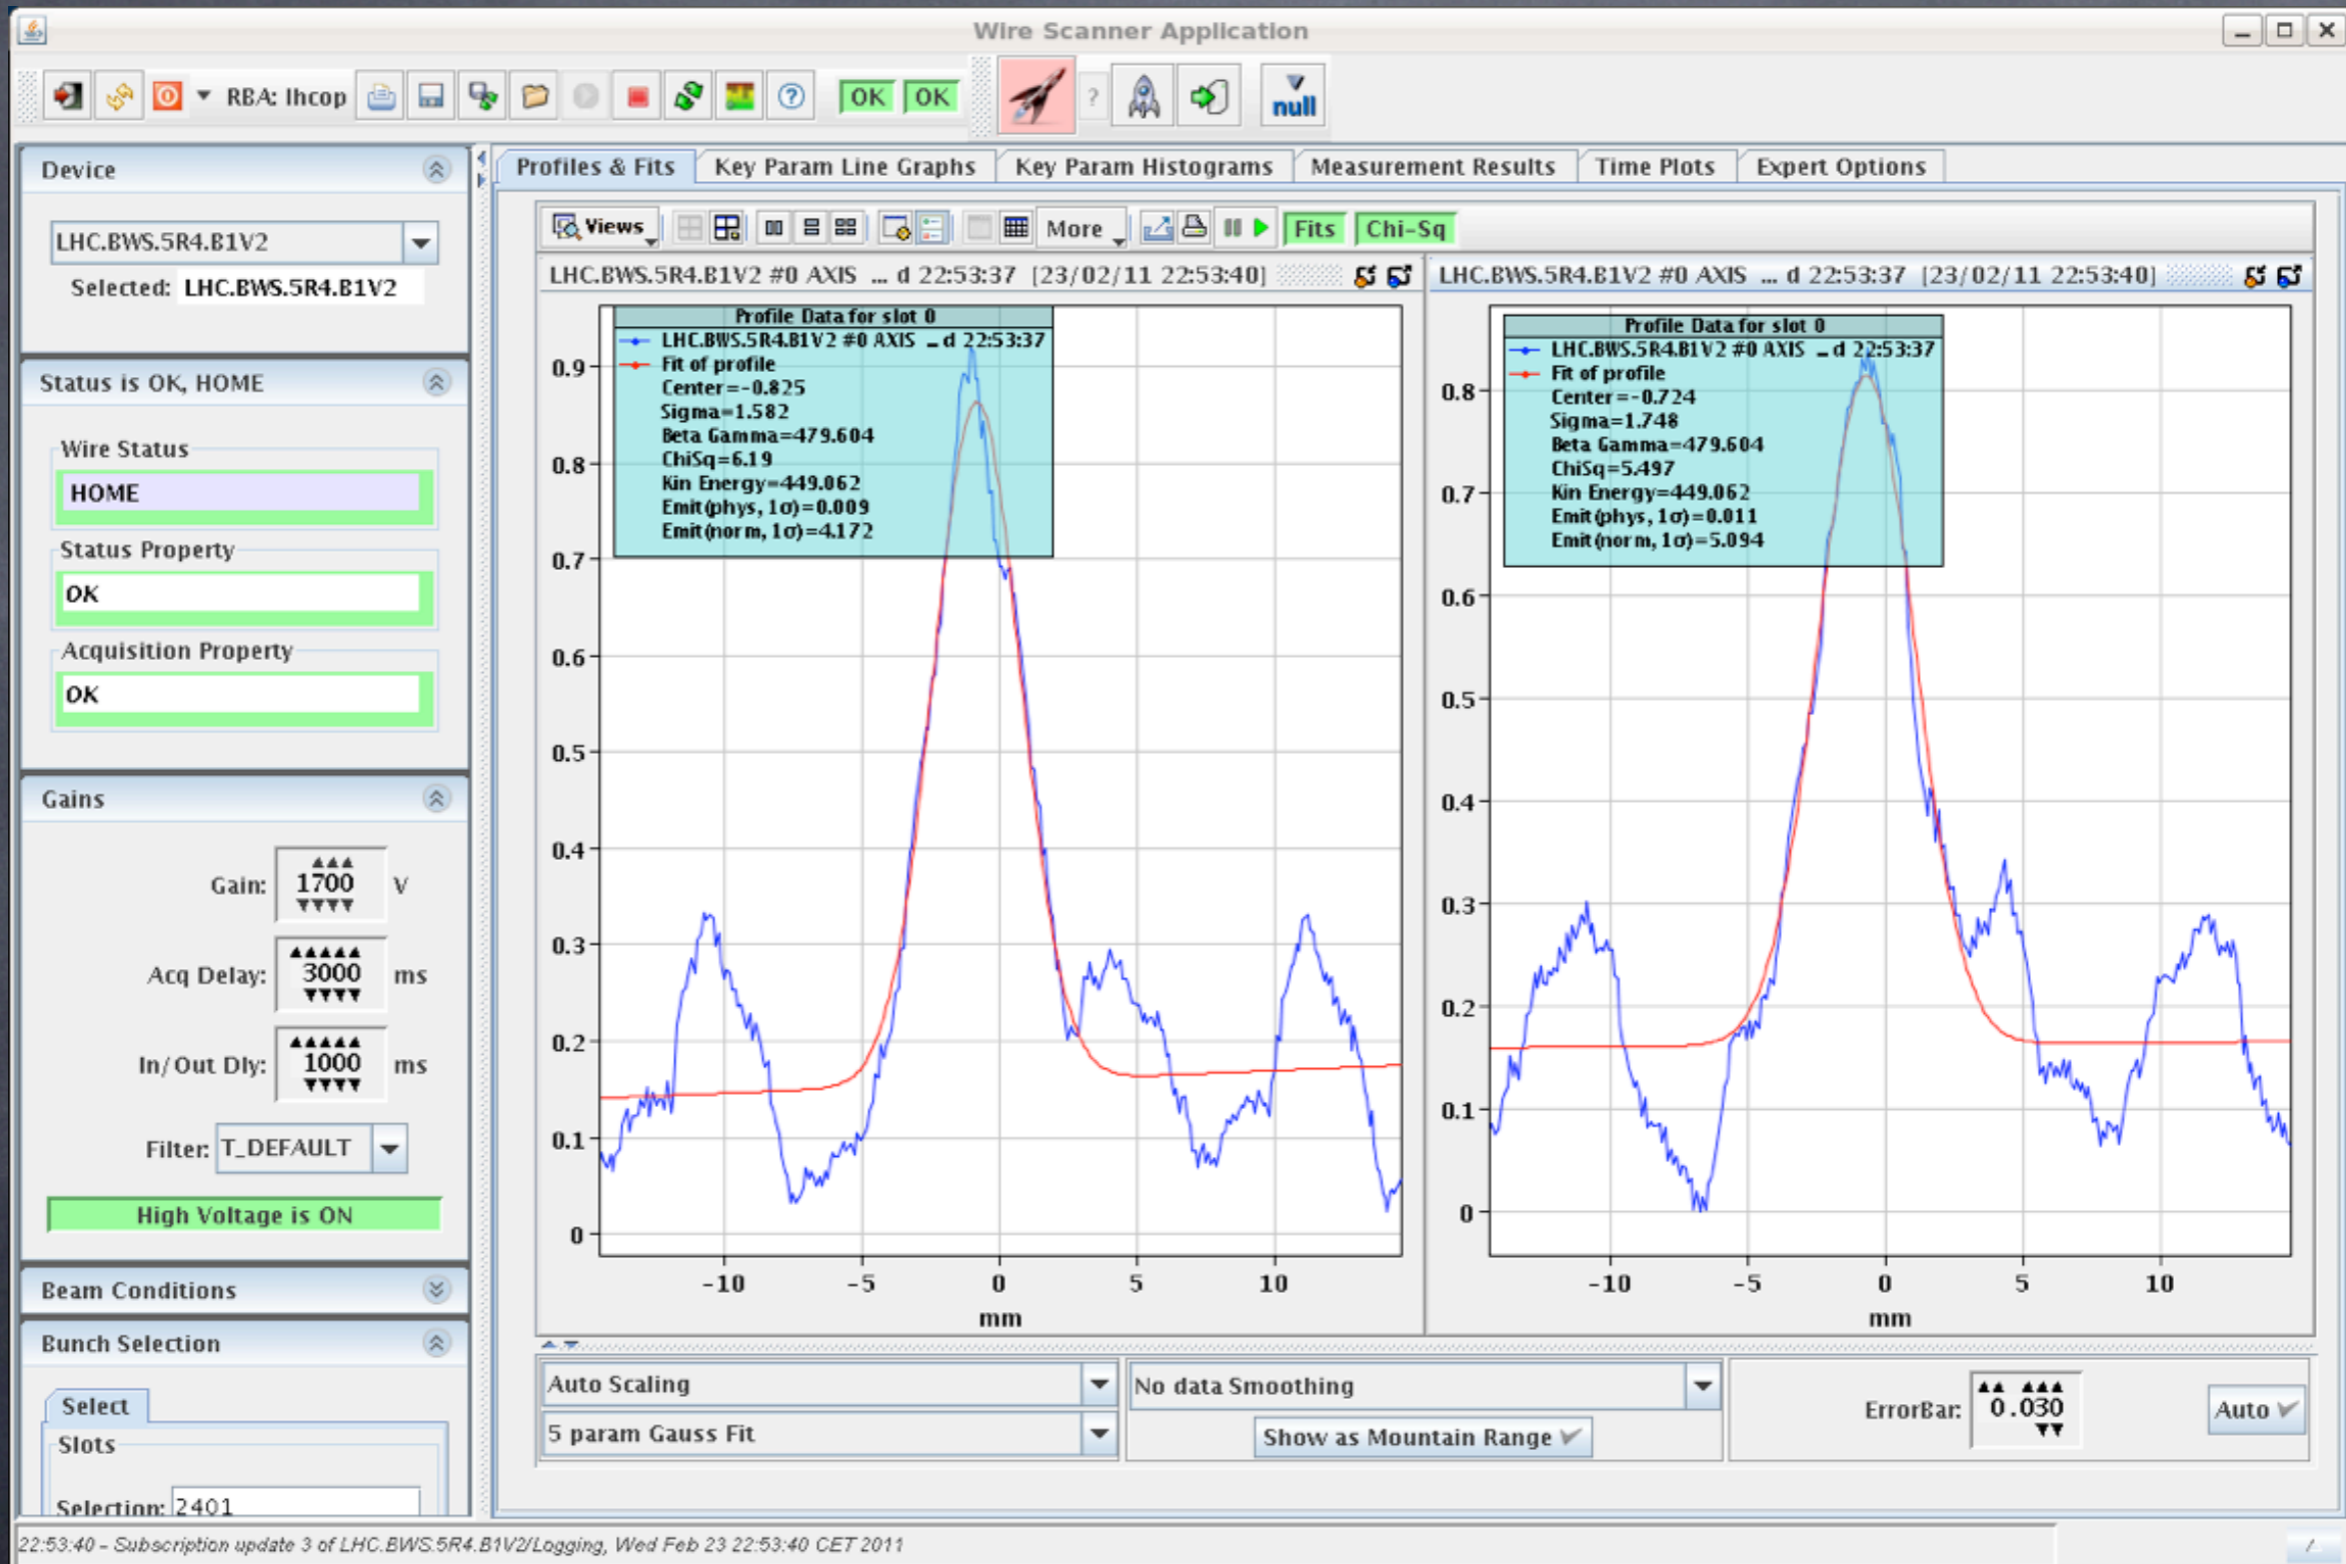 Wire Scanner Application
RBA: lhcop
OK OK
?
null
Device
LHC.BWS.5R4.B1V2
Selected: LHC.BWS.5R4.B1V2
Status is OK, HOME
Wire Status
HOME
Status Property
OK
Acquisition Property
OK
Gains
Gain: 1700 V
Acq Delay: 3000 ms
In/Out Dly: 1000 ms
Filter: T_DEFAULT
High Voltage is ON
Beam Conditions
Bunch Selection
Select
Slots
Selection: 2401
Profiles & Fits Key Param Line Graphs Key Param Histograms Measurement Results Time Plots Expert Options
Views More Fits Chi-Sq
LHC.BWS.5R4.B1V2 #0 AXIS ... d 22:53:37 [23/02/11 22:53:40]
Profile Data for slot 0
LHC.BWS.5R4.B1V2 #0 AXIS ... d 22:53:37
Fit of profile
Center=-0.825
Sigma=1.582
Beta Gamma=479.604
ChiSq=6.19
Kin Energy=449.062
Emit(phys, 1σ)=0.009
Emit(norm, 1σ)=4.172
0.9
0.8
0.7
0.6
0.5
0.4
0.3
0.2
0.1
0
-10 -5 0 5 10
mm
LHC.BWS.5R4.B1V2 #0 AXIS ... d 22:53:37 [23/02/11 22:53:40]
Profile Data for slot 0
LHC.BWS.5R4.B1V2 #0 AXIS ... d 22:53:37
Fit of profile
Center=-0.724
Sigma=1.748
Beta Gamma=479.604
ChiSq=5.497
Kin Energy=449.062
Emit(phys, 1σ)=0.011
Emit(norm, 1σ)=5.094
0.8
0.7
0.6
0.5
0.4
0.3
0.2
0.1
0
-10 -5 0 5 10
mm
Auto Scaling
5 param Gauss Fit
No data Smoothing
Show as Mountain Range
ErrorBar: 0.030
Auto
22:53:40 - Subscription update 3 of LHC.BWS.5R4.B1V2/Logging, Wed Feb 23 22:53:40 CET 2011